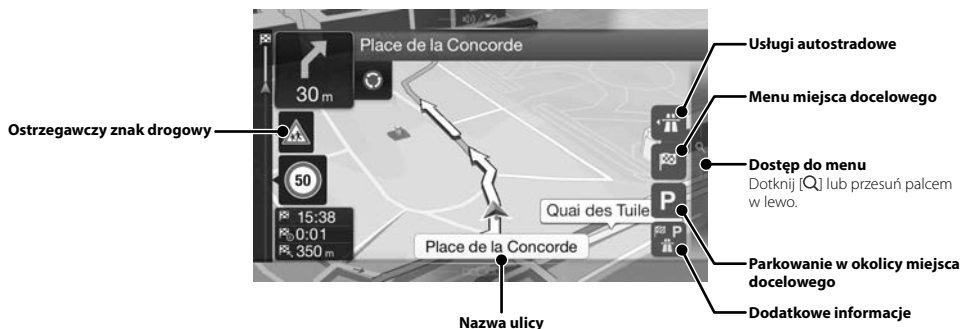 Place de la Concorde
30 m
50
15:38
0:01
350 m
Quai des Tuile
Place de la Concorde
P
P
Ostrzegawczy znak drogowy
Nazwa ulicy
Usługi autostradowe
Menu miejsca docelowego
Dostęp do menu
Dotknij [ ] lub przesuń palcem
w lewo.
Parkowanie w okolicy miejsca
docelowego
Dodatkowe informacje